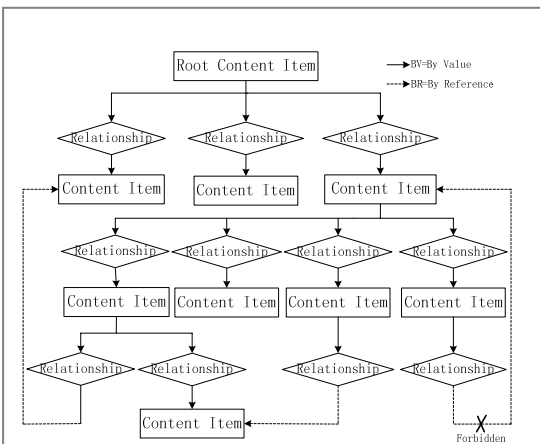 Root Content Item
BV=By Value
BR=By Reference
Relationship
Relationship
Relationship
Content Item
Content Item
Content Item
Relationship
Relationship
Relationship
Relationship
Content Item
Content Item
Content Item
Content Item
Relationship
Relationship
Relationship
Relationship
Content Item
Forbidden